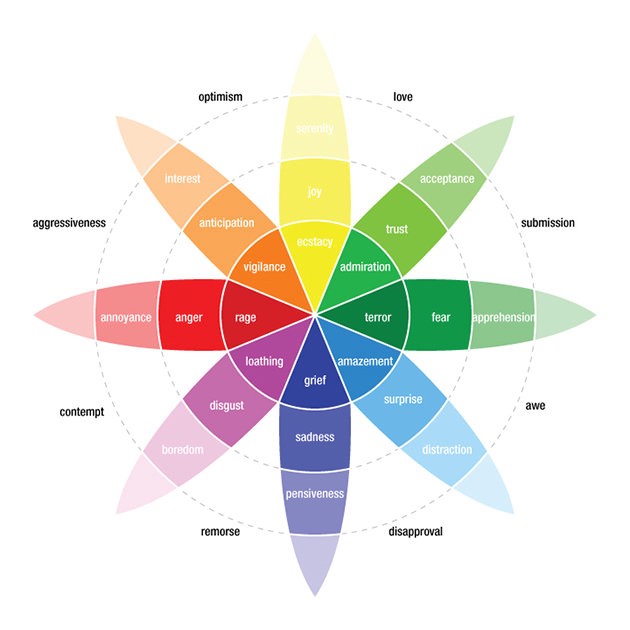 optimism
love
serenity
interest
acceptance
joy
aggressiveness
anticipation
trust
submission
ecstacy
vigilance
admiration
annoyance
anger
rage
terror
fear
apprehension
loathing
amazement
grief
contempt
disgust
surprise
awe
sadness
boredom
distraction
pensiveness
remorse
disapproval